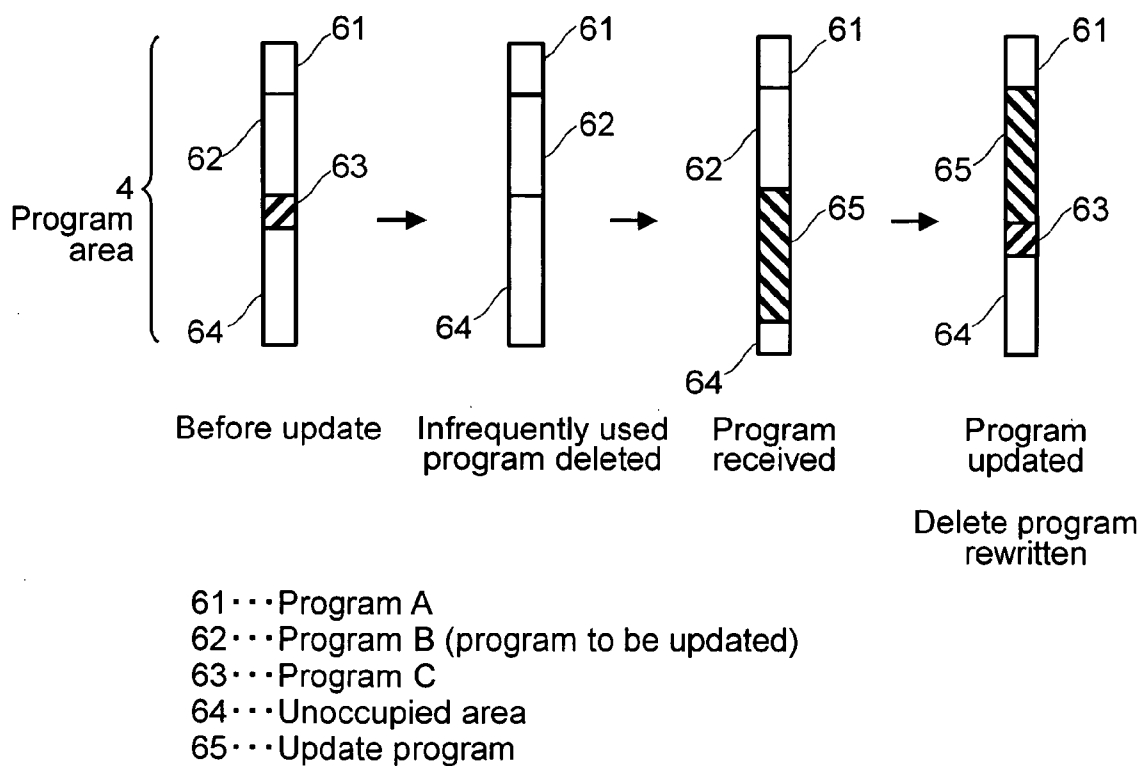 61
61
61
61
62
62
62
65
63
65
63
4
Program
area
64
64
64
64
Before update
Infrequently used
program deleted
Program
received
Program
updated
Delete program
rewritten
61···Program A
62···Program B (program to be updated)
63···Program C
64···Unoccupied area
65···Update program